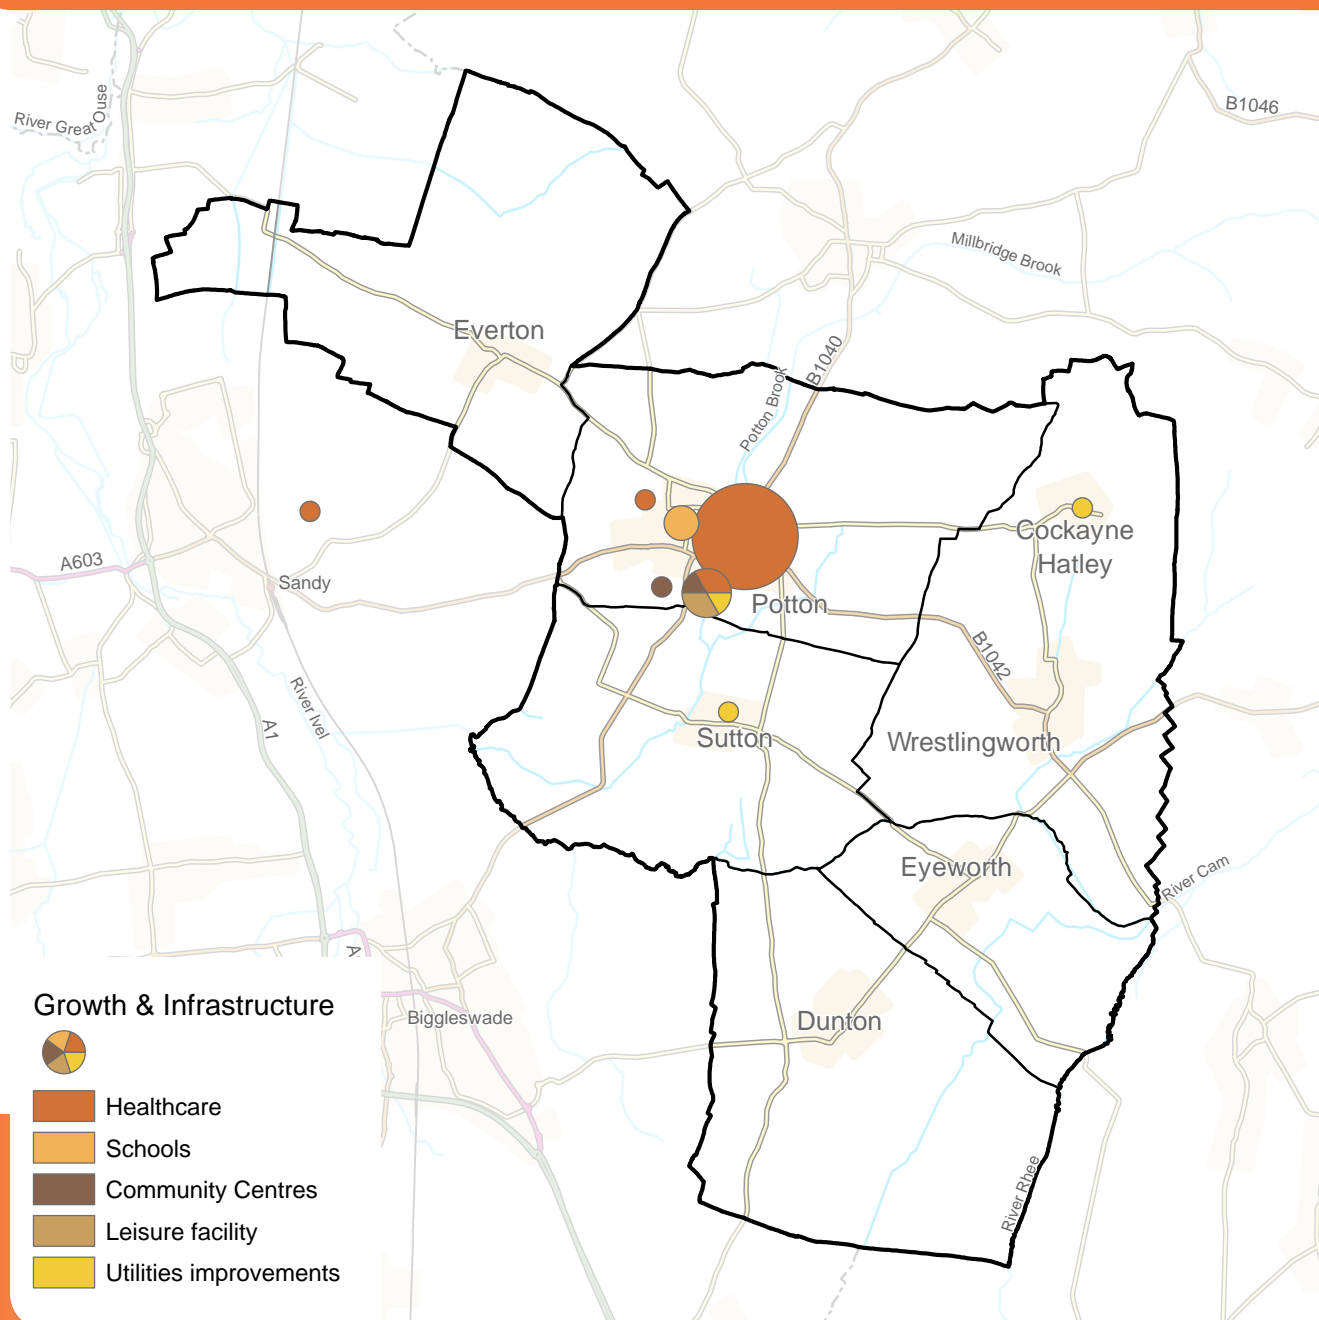 B1046
River Great Ouse
Millbridge Brook
Everton
B1040
Potton Brook
Cockayne
Hatley
A603
Sandy
Potton
B1042
River Ivel
A1
Sutton
Wrestlingworth
Eyeworth
River Cam
Growth & Infrastructure
Biggleswade
Dunton
Healthcare
Schools
Community Centres
River Rhee
Leisure facility
Utilities improvements